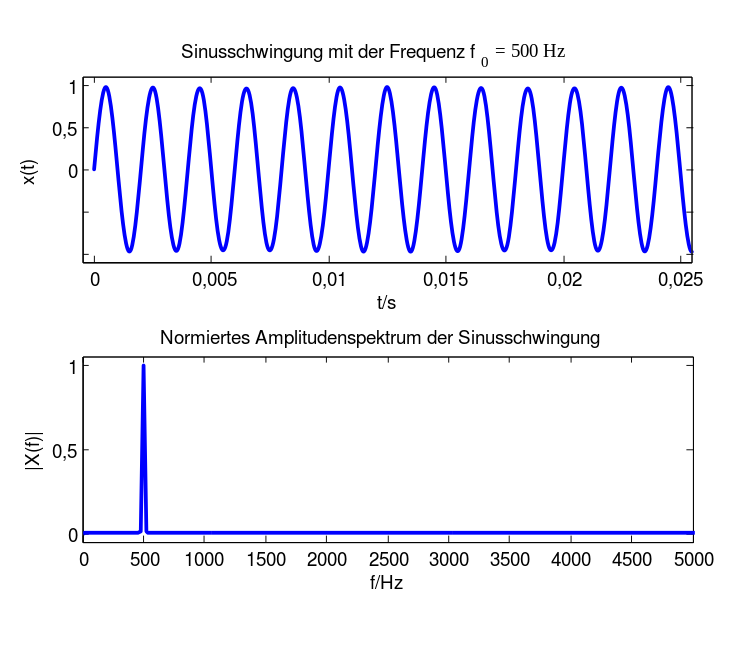 Sinusschwingung mit der Frequenz f 0 = 500 Hz
1
0,5
0
x(t)
0 0,005 0,01 0,015 0,02 0,025
t/s
Normiertes Amplitudenspektrum der Sinusschwingung
1
0,5
0
|X(f)|
0 500 1000 1500 2000 2500 3000 3500 4000 4500 5000
f/Hz